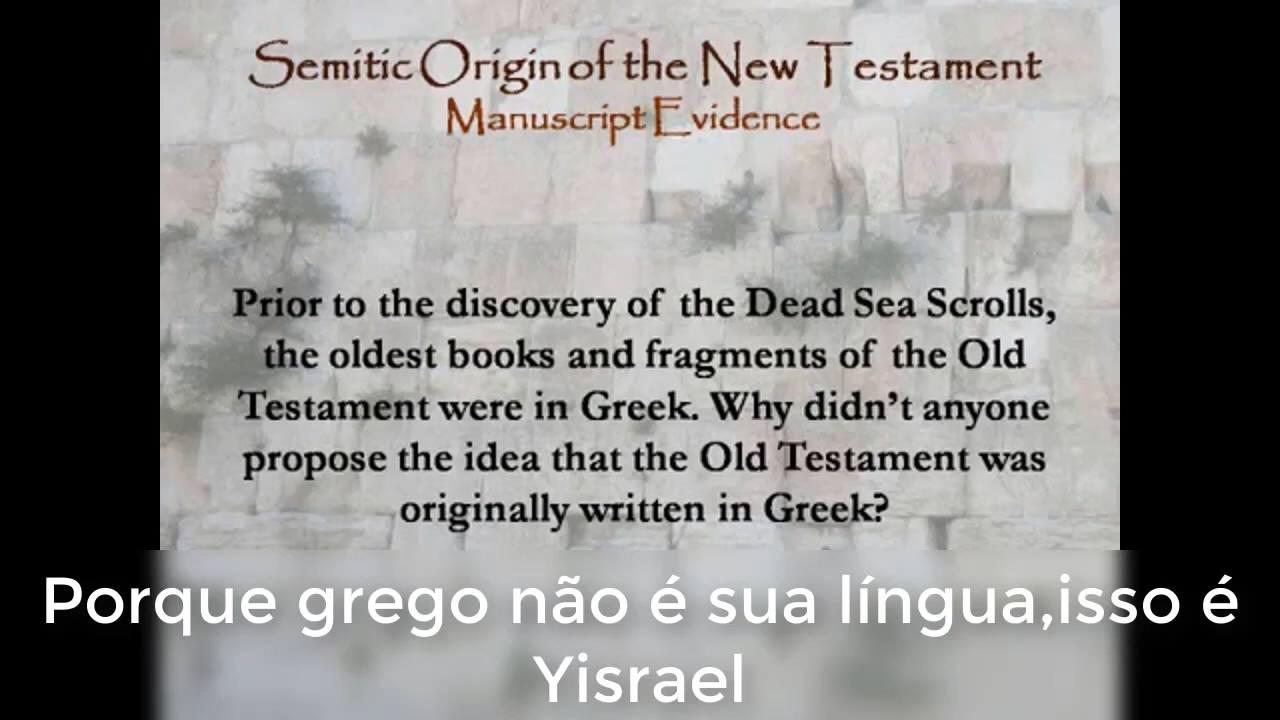 Semitic Origin of the New Testament
Manuscript Evidence
Prior to the discovery of the Dead Sea Scrolls,
the oldest books and fragments of the Old
Testament were in Greek. Why didn’t anyone
propose the idea that the Old Testament was
originally written in Greek?
Porque grego não é sua língua,isso é
Yisrael